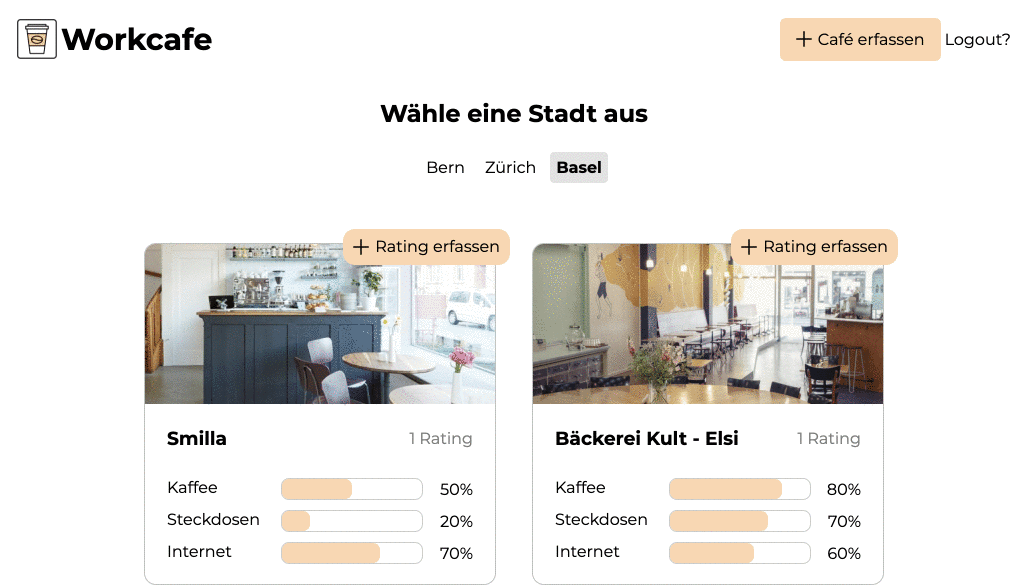 Workcafe
Café erfassen
Logout?
Wähle eine Stadt aus
Bern Zürich Basel
Rating erfassen
Smilla 1 Rating
Kaffee 50%
Steckdosen 20%
Internet 70%
Rating erfassen
Bäckerei Kult - Elsi 1 Rating
Kaffee 80%
Steckdosen 70%
Internet 60%